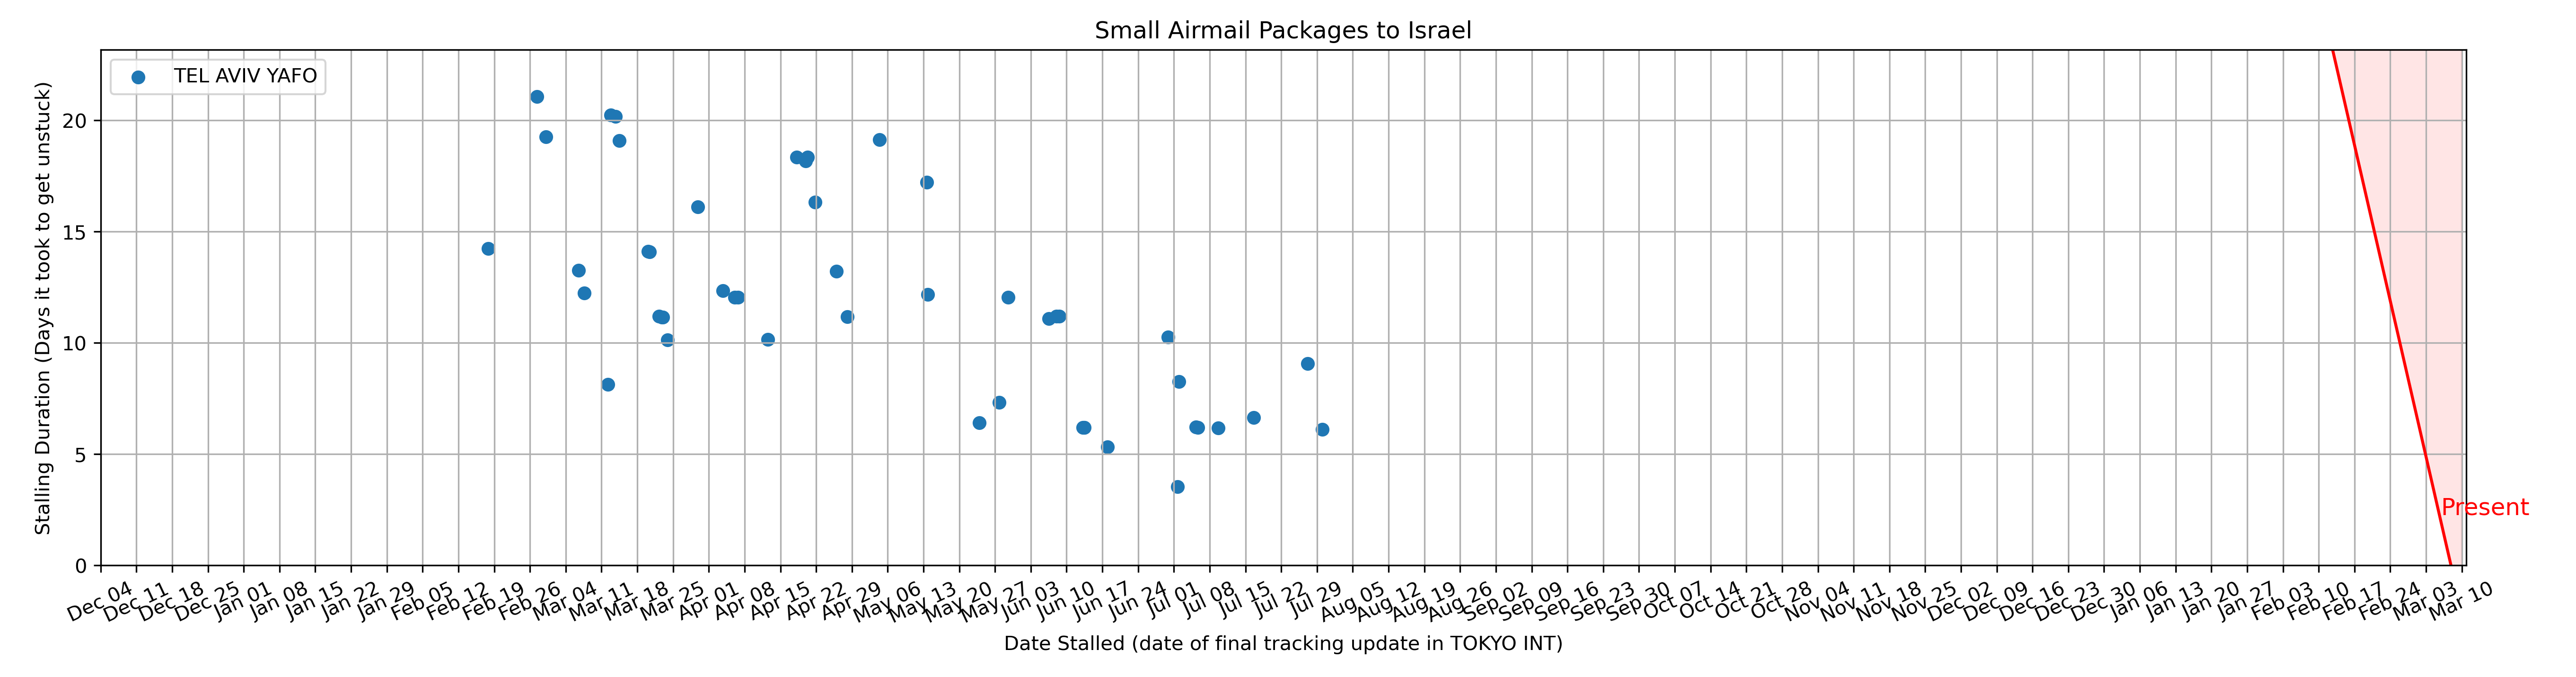 Small Airmail Packages to Israel
TEL AVIV YAFO
Stalling Duration (Days it took to get unstuck)
20
15
10
5
0
Present
Dec 04
Dec 11
Dec 18
Dec 25
Jan 01
Jan 08
Jan 15
Jan 22
Jan 29
Feb 05
Feb 12
Feb 19
Feb 26
Mar 04
Mar 11
Mar 18
Mar 25
Apr 01
Apr 08
Apr 15
Apr 22
Apr 29
May 06
May 13
May 20
May 27
Jun 03
Jun 10
Jun 17
Jun 24
Jul 01
Jul 08
Jul 15
Jul 22
Jul 29
Aug 05
Aug 12
Aug 19
Aug 26
Sep 02
Sep 09
Sep 16
Sep 23
Sep 30
Oct 07
Oct 14
Oct 21
Oct 28
Nov 04
Nov 11
Nov 18
Nov 25
Dec 02
Dec 09
Dec 16
Dec 23
Dec 30
Jan 06
Jan 13
Jan 20
Jan 27
Feb 03
Feb 10
Feb 17
Feb 24
Mar 03
Mar 10
Date Stalled (date of final tracking update in TOKYO INT)